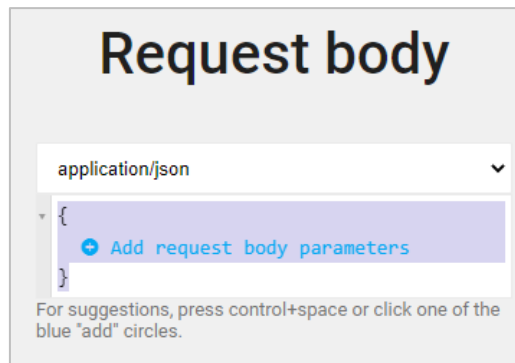 Request body
application/json
{
Add request body parameters
}
For suggestions, press control+space or click one of the
blue "add" circles.